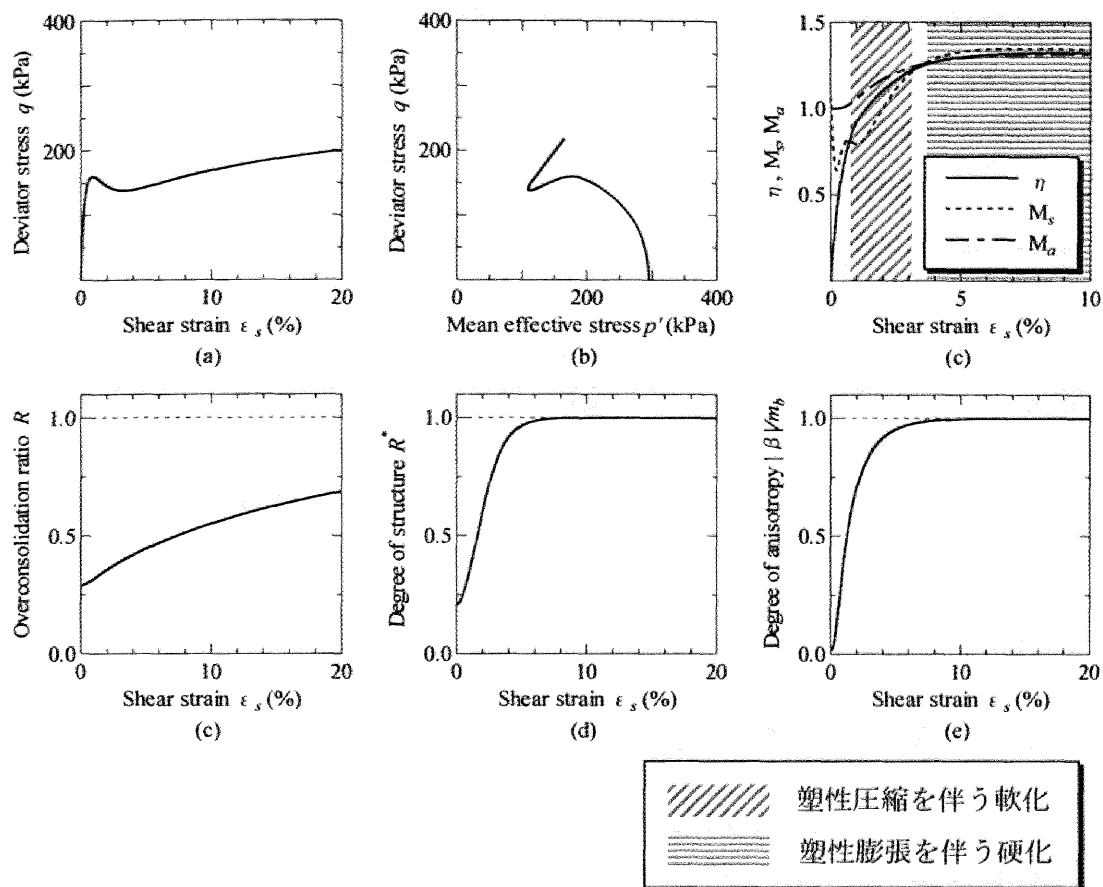 400
200
0
0 10 20
Deviator stress q (kPa)
Shear strain ε s (%)
(a)
400
200
0
0 200 400
Deviator stress q (kPa)
Mean effective stress p' (kPa)
(b)
1.5
1.0
0.5
0 5 10
η , Ms, Ma
η
Ms
Ma
Shear strain ε s (%)
(c)
1.0
0.5
0.0
0 10 20
Overconsolidation ratio R
Shear strain ε s (%)
(c)
1.0
0.5
0.0
0 10 20
Degree of structure R*
Shear strain ε s (%)
(d)
1.0
0.5
0.0
0 10 20
Degree of anisotropy | β |/mb
Shear strain ε s (%)
(e)
塑性圧縮を伴う軟化
塑性膨張を伴う硬化